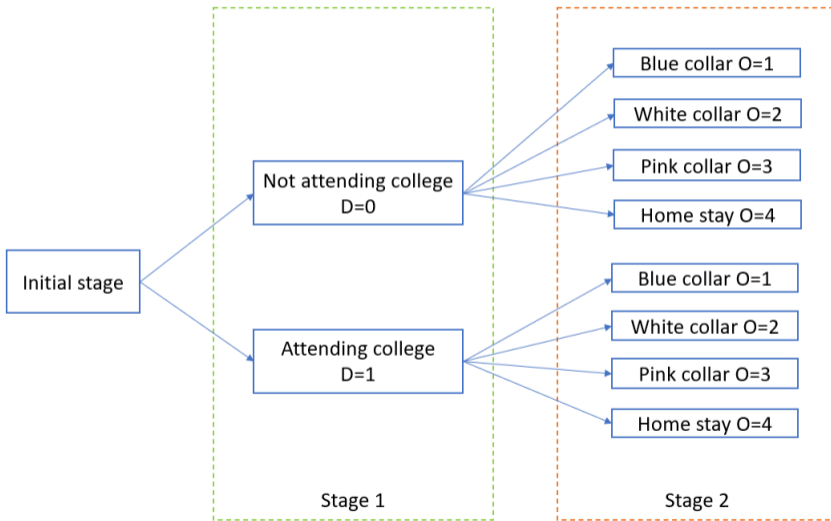 Initial stage
Not attending college
D=0
Attending college
D=1
Stage 1
Blue collar O=1
White collar O=2
Pink collar O=3
Home stay O=4
Blue collar O=1
White collar O=2
Pink collar O=3
Home stay O=4
Stage 2